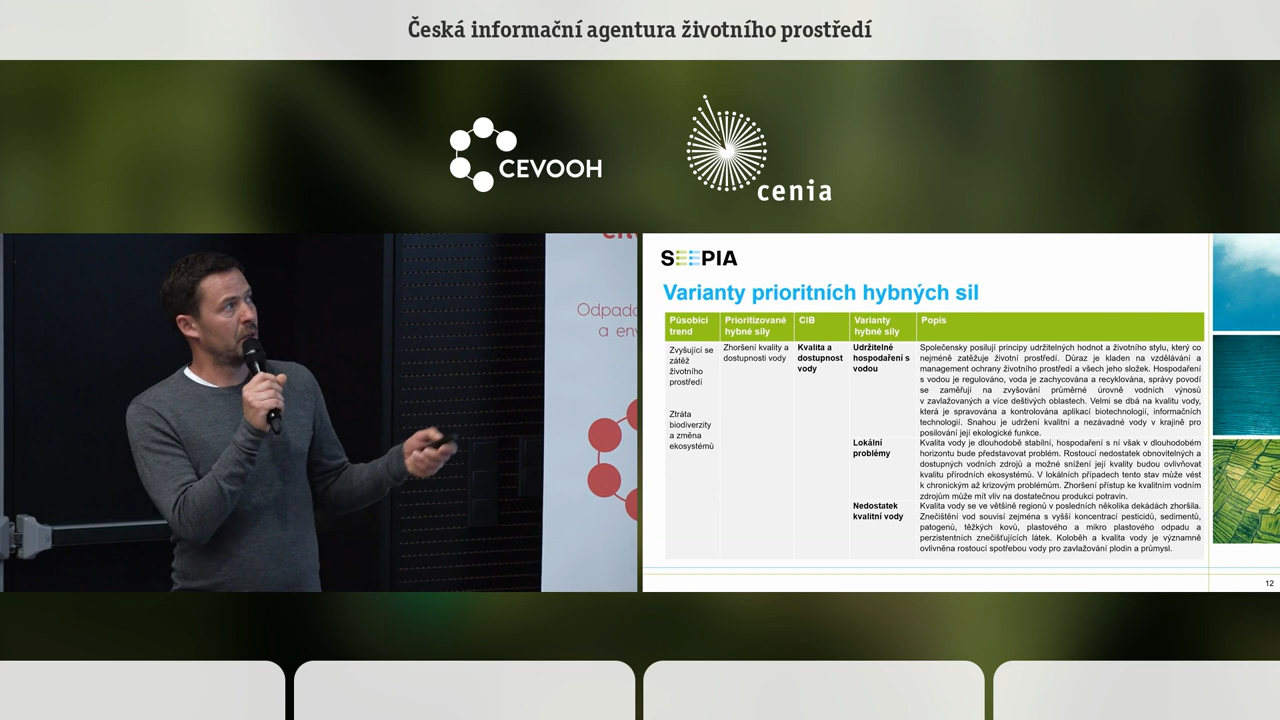 Česká informační agentura životního prostředí
CEVOOH
cenia
Odpado
a env
SEEPIA
Varianty prioritních hybných sil
Působící trend
Prioritizované hybné síly
CIB
Varianty hybné síly
Popis
Zvyšující se
zátěž
životního
prostředí
Ztráta
biodiverzity
a změna
ekosystémů
Zhoršení kvality a
dostupnosti vody
Kvalita a
dostupnost
vody
Udržitelné
hospodaření s
vodou
Společensky posilují principy udržitelných hodnot a životního stylu, který co
nejméně zatěžuje životní prostředí. Důraz je kladen na vzdělávání a
management ochrany životního prostředí a všech jeho složek. Hospodaření
s vodou je regulováno, voda je zachycována a recyklována, správy povodí
se zaměřují na zvyšování průměrné úrovně vodních výnosů
v zavlažovaných a více deštivých oblastech. Velmi se dbá na kvalitu vody,
která je spravována a kontrolována aplikací biotechnologií, informačních
technologií. Snahou je udržení kvalitní a nezávadné vody v krajině pro
posilování její ekologické funkce.
Lokální
problémy
Kvalita vody je dlouhodobě stabilní, hospodaření s ní však v dlouhodobém
horizontu bude představovat problém. Rostoucí nedostatek obnovitelných a
dostupných vodních zdrojů a možné snížení její kvality budou ovlivňovat
kvalitu přírodních ekosystémů. V lokálních případech tento stav může vést
k chronickým až krizovým problémům. Zhoršení přístup ke kvalitním vodním
zdrojům může mít vliv na dostatečnou produkci potravin.
Nedostatek
kvalitní vody
Kvalita vody se ve většině regionů v posledních několika dekádách zhoršila.
Znečištění vod souvisí zejména s vyšší koncentrací pesticidů, sedimentů,
patogenů, těžkých kovů, plastového a mikro plastového odpadu a
perzistentních znečišťujících látek. Koloběh a kvalita vody je významně
ovlivněna rostoucí spotřebou vody pro zavlažování plodin a průmysl.
12